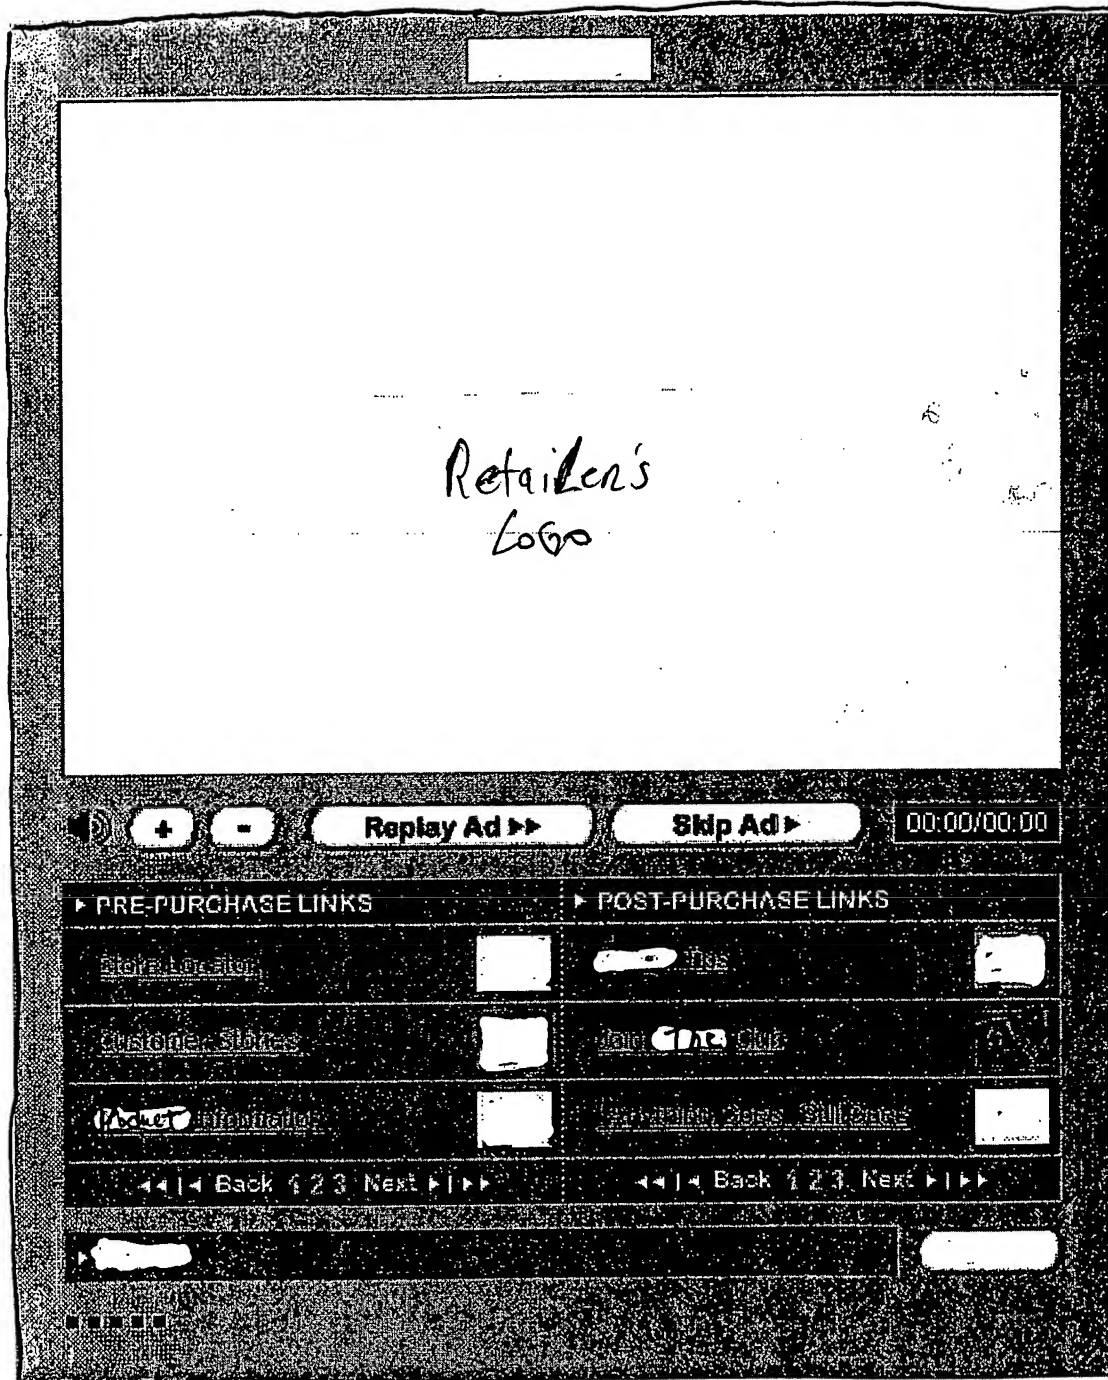 Retailer's
LOGO
+ - Replay Ad ▸▸ Skip Ad ▸ 00:00/00:00
▸ PRE-PURCHASE LINKS
Store Locator
Customer Stories
Information
◂◂|◂ Back 1 2 3 Next ▸|▸▸
▸ POST-PURCHASE LINKS
Join The Club
◂◂|◂ Back 1 2 3 Next ▸|▸▸